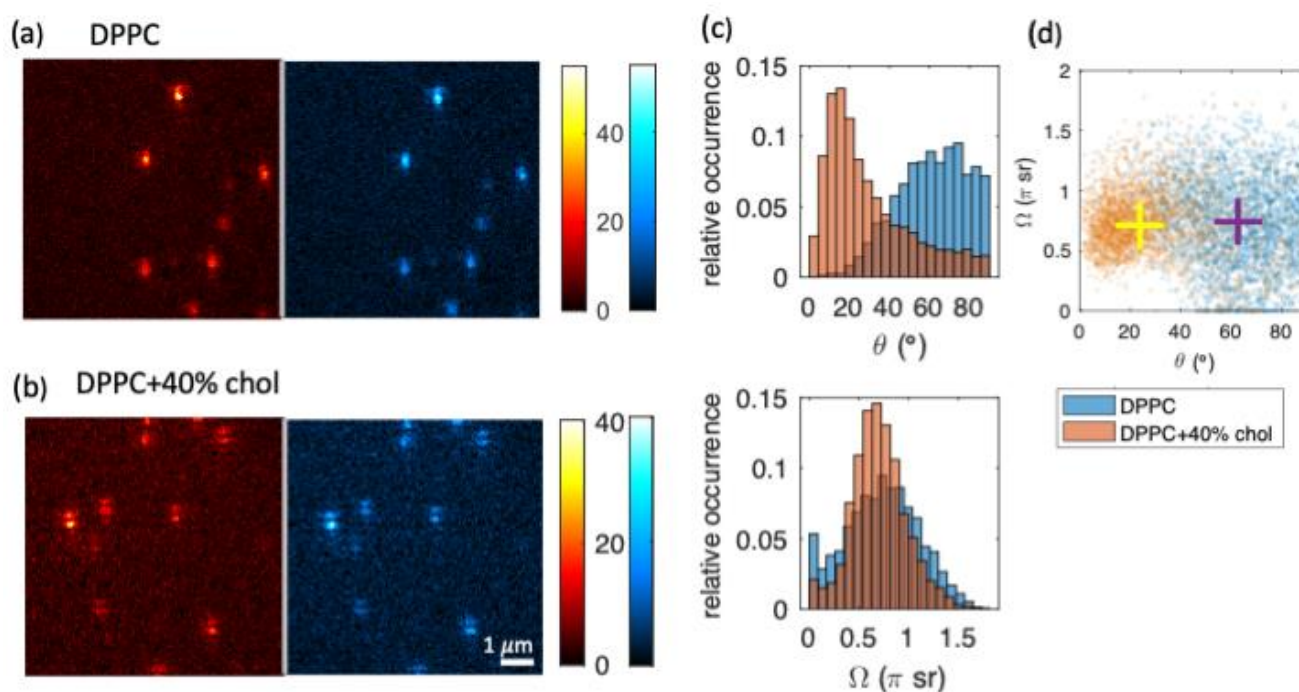 (a) DPPC
40
20
0
(b) DPPC+40% chol
40
20
0
1 μm
(c)
0.15
0.1
0.05
0
relative occurrence
0 20 40 60 80
θ (°)
0.15
0.1
0.05
0
relative occurrence
0 0.5 1 1.5
Ω (π sr)
(d)
2
1.5
1
0.5
0
Ω (π sr)
0 20 40 60 80
θ (°)
DPPC
DPPC+40% chol